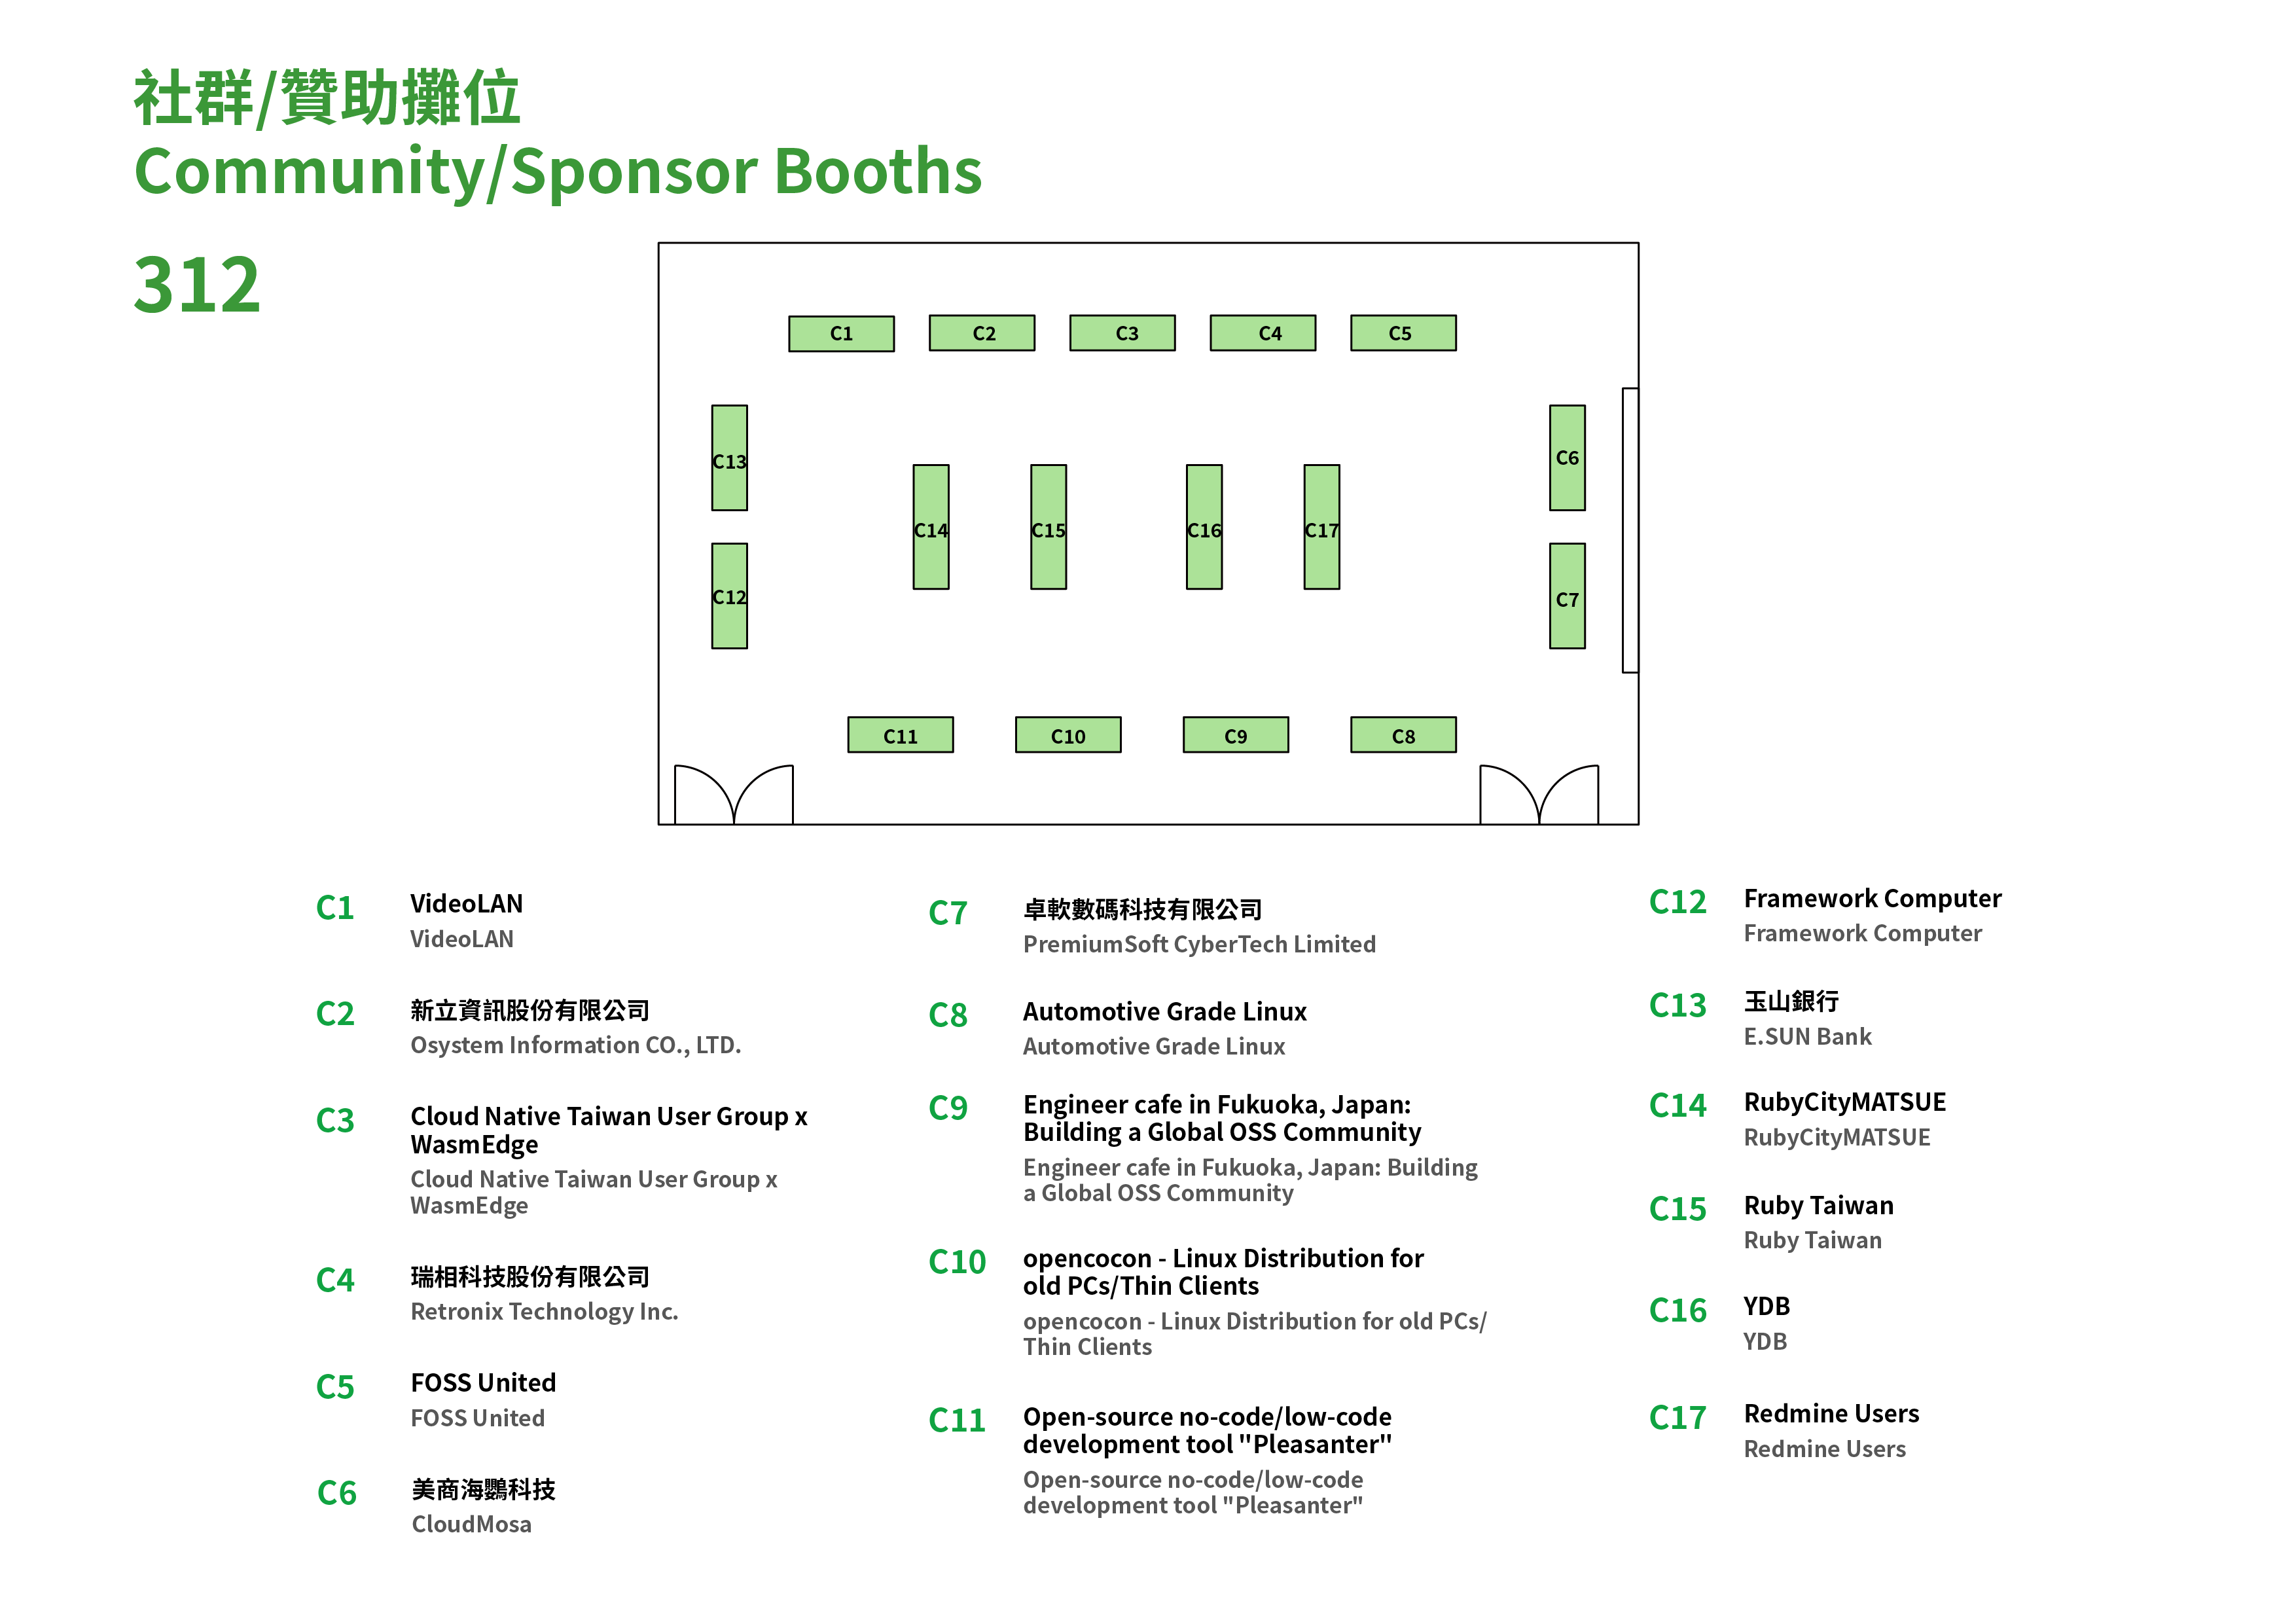 社群/贊助攤位
Community/Sponsor Booths
312
C1
C2
C3
C4
C5
C13
C6
C14
C15
C16
C17
C12
C7
C11
C10
C9
C8
C1
VideoLAN
VideoLAN
C2
新立資訊股份有限公司
Osystem Information CO., LTD.
C3
Cloud Native Taiwan User Group x
WasmEdge
Cloud Native Taiwan User Group x
WasmEdge
C4
瑞相科技股份有限公司
Retronix Technology Inc.
C5
FOSS United
FOSS United
C6
美商海鸚科技
CloudMosa
C7
卓軟數碼科技有限公司
PremiumSoft CyberTech Limited
C8
Automotive Grade Linux
Automotive Grade Linux
C9
Engineer cafe in Fukuoka, Japan:
Building a Global OSS Community
Engineer cafe in Fukuoka, Japan: Building
a Global OSS Community
C10
opencocon - Linux Distribution for
old PCs/Thin Clients
opencocon - Linux Distribution for old PCs/
Thin Clients
C11
Open-source no-code/low-code
development tool "Pleasanter"
Open-source no-code/low-code
development tool "Pleasanter"
C12
Framework Computer
Framework Computer
C13
玉山銀行
E.SUN Bank
C14
RubyCityMATSUE
RubyCityMATSUE
C15
Ruby Taiwan
Ruby Taiwan
C16
YDB
YDB
C17
Redmine Users
Redmine Users